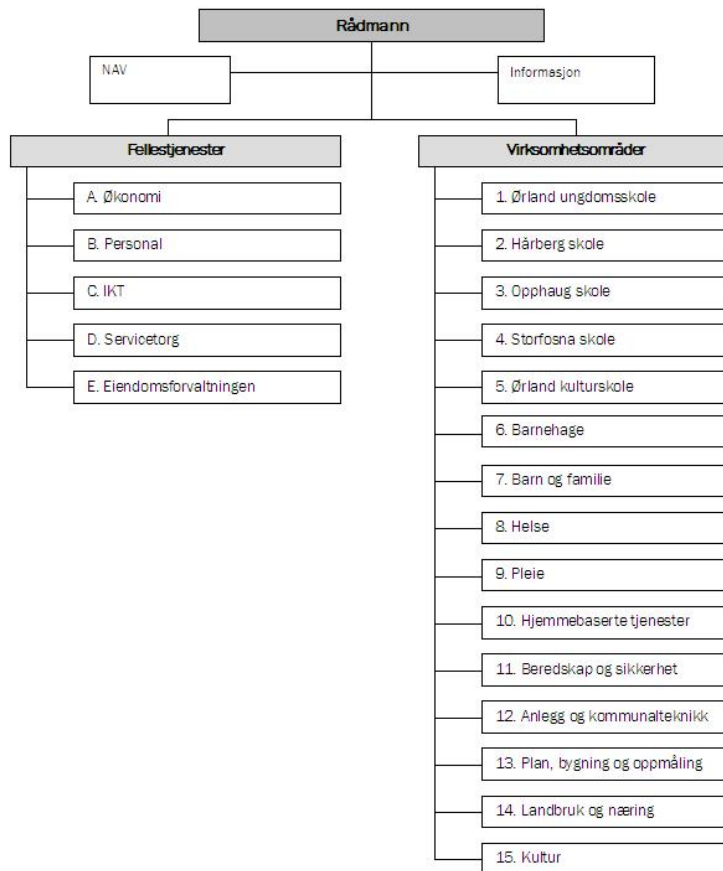 Rådmann
NAV
Informasjon
Fellestjenester
A. Økonomi
B. Personal
C. IKT
D. Servicetorg
E. Eiendomsforvaltningen
Virksomhetsområder
1. Ørland ungdomsskole
2. Hårberg skole
3. Opphaug skole
4. Storfosna skole
5. Ørland kulturskole
6. Barnehage
7. Barn og familie
8. Helse
9. Pleie
10. Hjemmebaserte tjenester
11. Beredskap og sikkerhet
12. Anlegg og kommunalteknikk
13. Plan, bygning og oppmåling
14. Landbruk og næring
15. Kultur